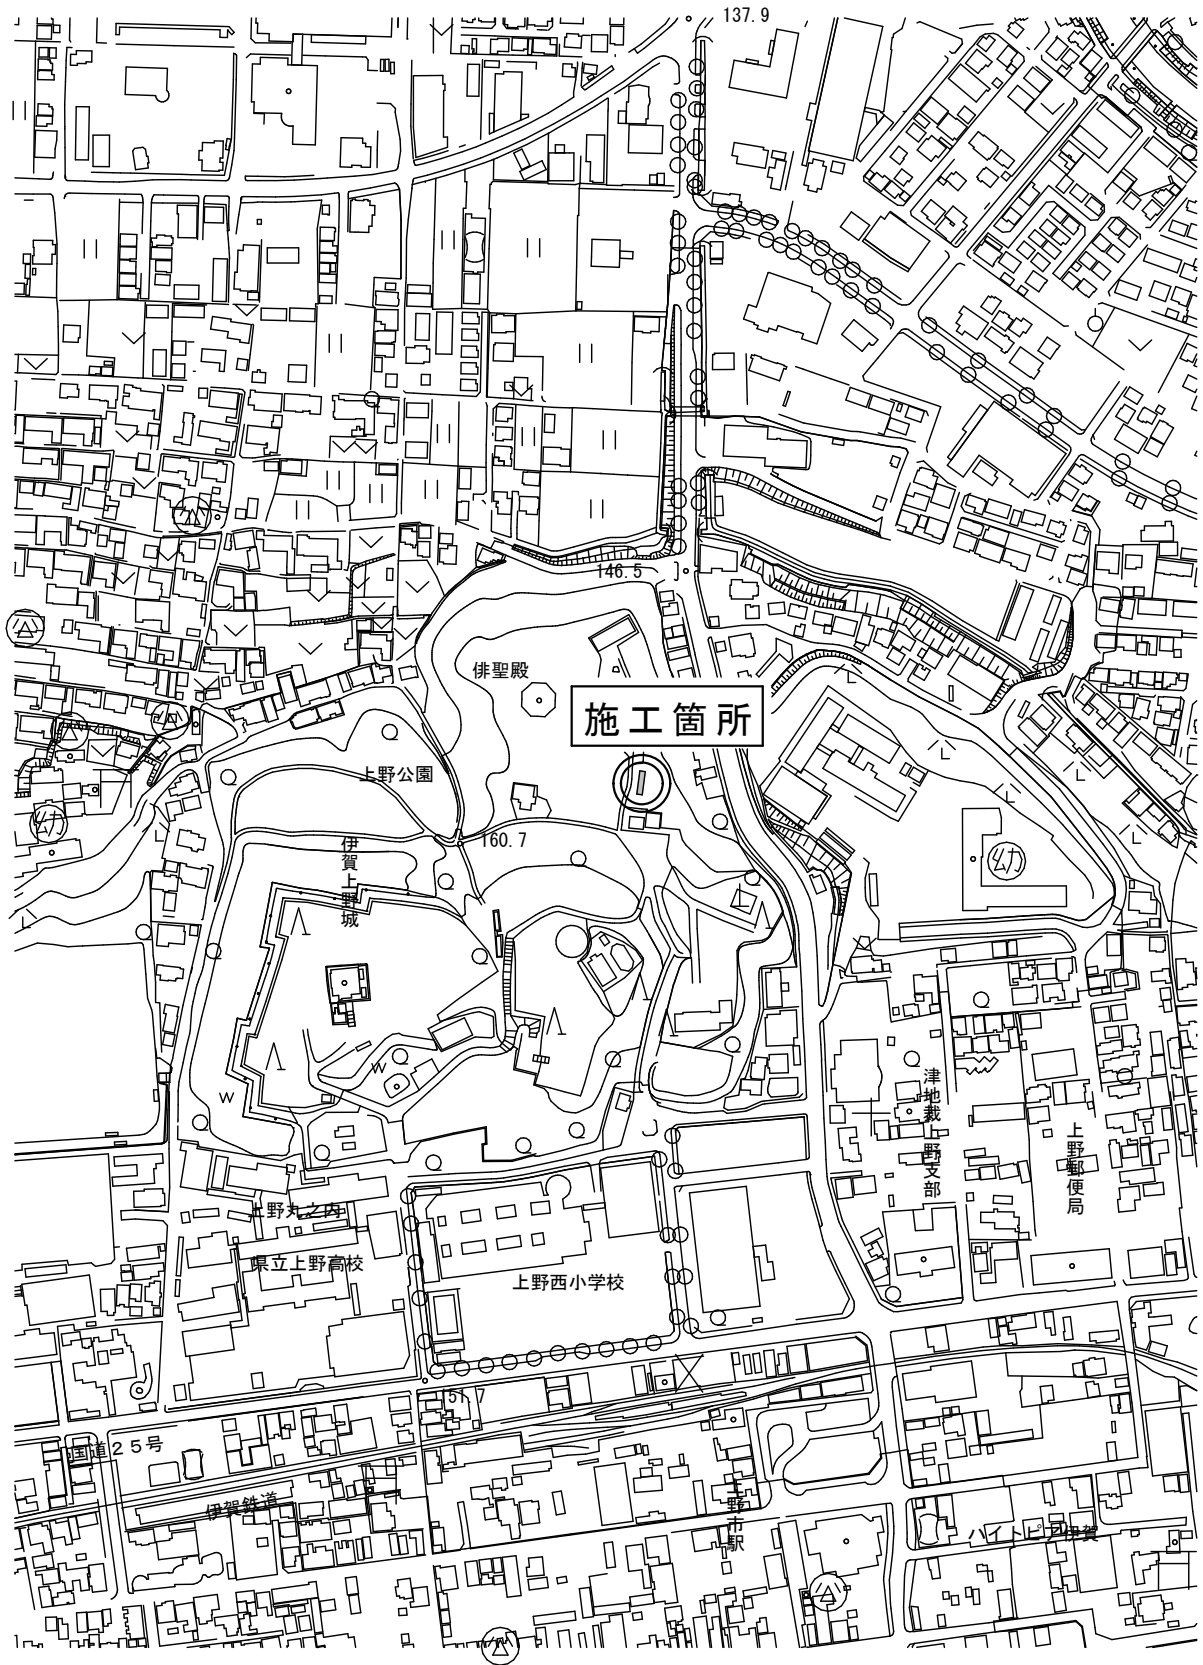 137.9
146.5
俳聖殿
施工箇所
上野公園
160.7
伊賀上野城
幼
幼
津地裁上野支部
上野郵便局
上野丸之内
県立上野高校
上野西小学校
151.7
国道25号
伊賀鉄道
上野市駅
ハイトピア伊賀